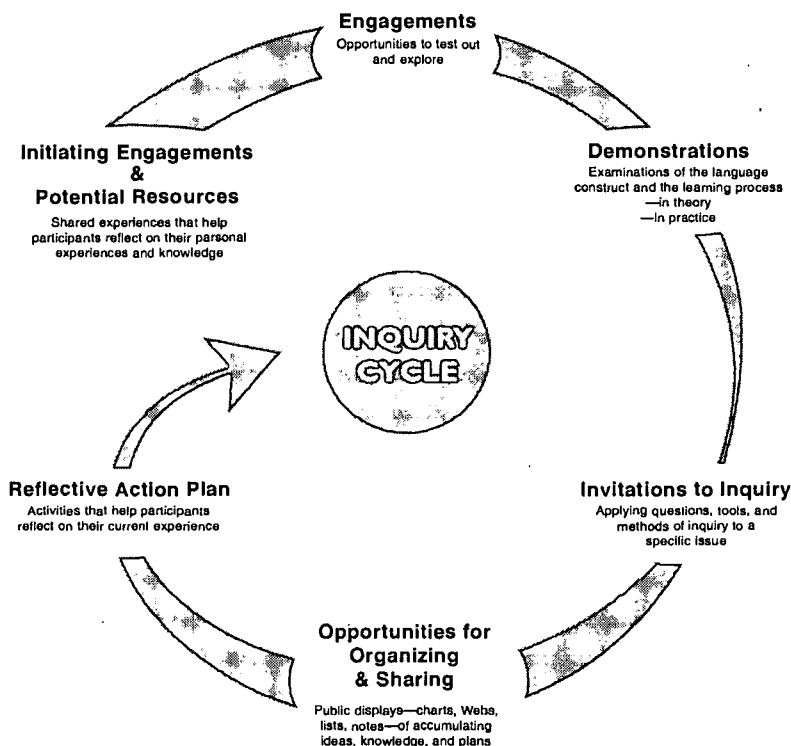 Engagements
Opportunities to test out
and explore
Demonstrations
Examinations of the language
construct and the learning process
—in theory
—In practice
Invitations to Inquiry
Applying questions, tools, and
methods of inquiry to a
specific issue
Opportunities for
Organizing
& Sharing
Public displays—charts, Webs,
lists, notes—of accumulating
ideas, knowledge, and plans
Reflective Action Plan
Activities that help participants
reflect on their current experience
Initiating Engagements
&
Potential Resources
Shared experiences that help
participants reflect on their parsonal
experiences and knowledge
INQUIRY
CYCLE